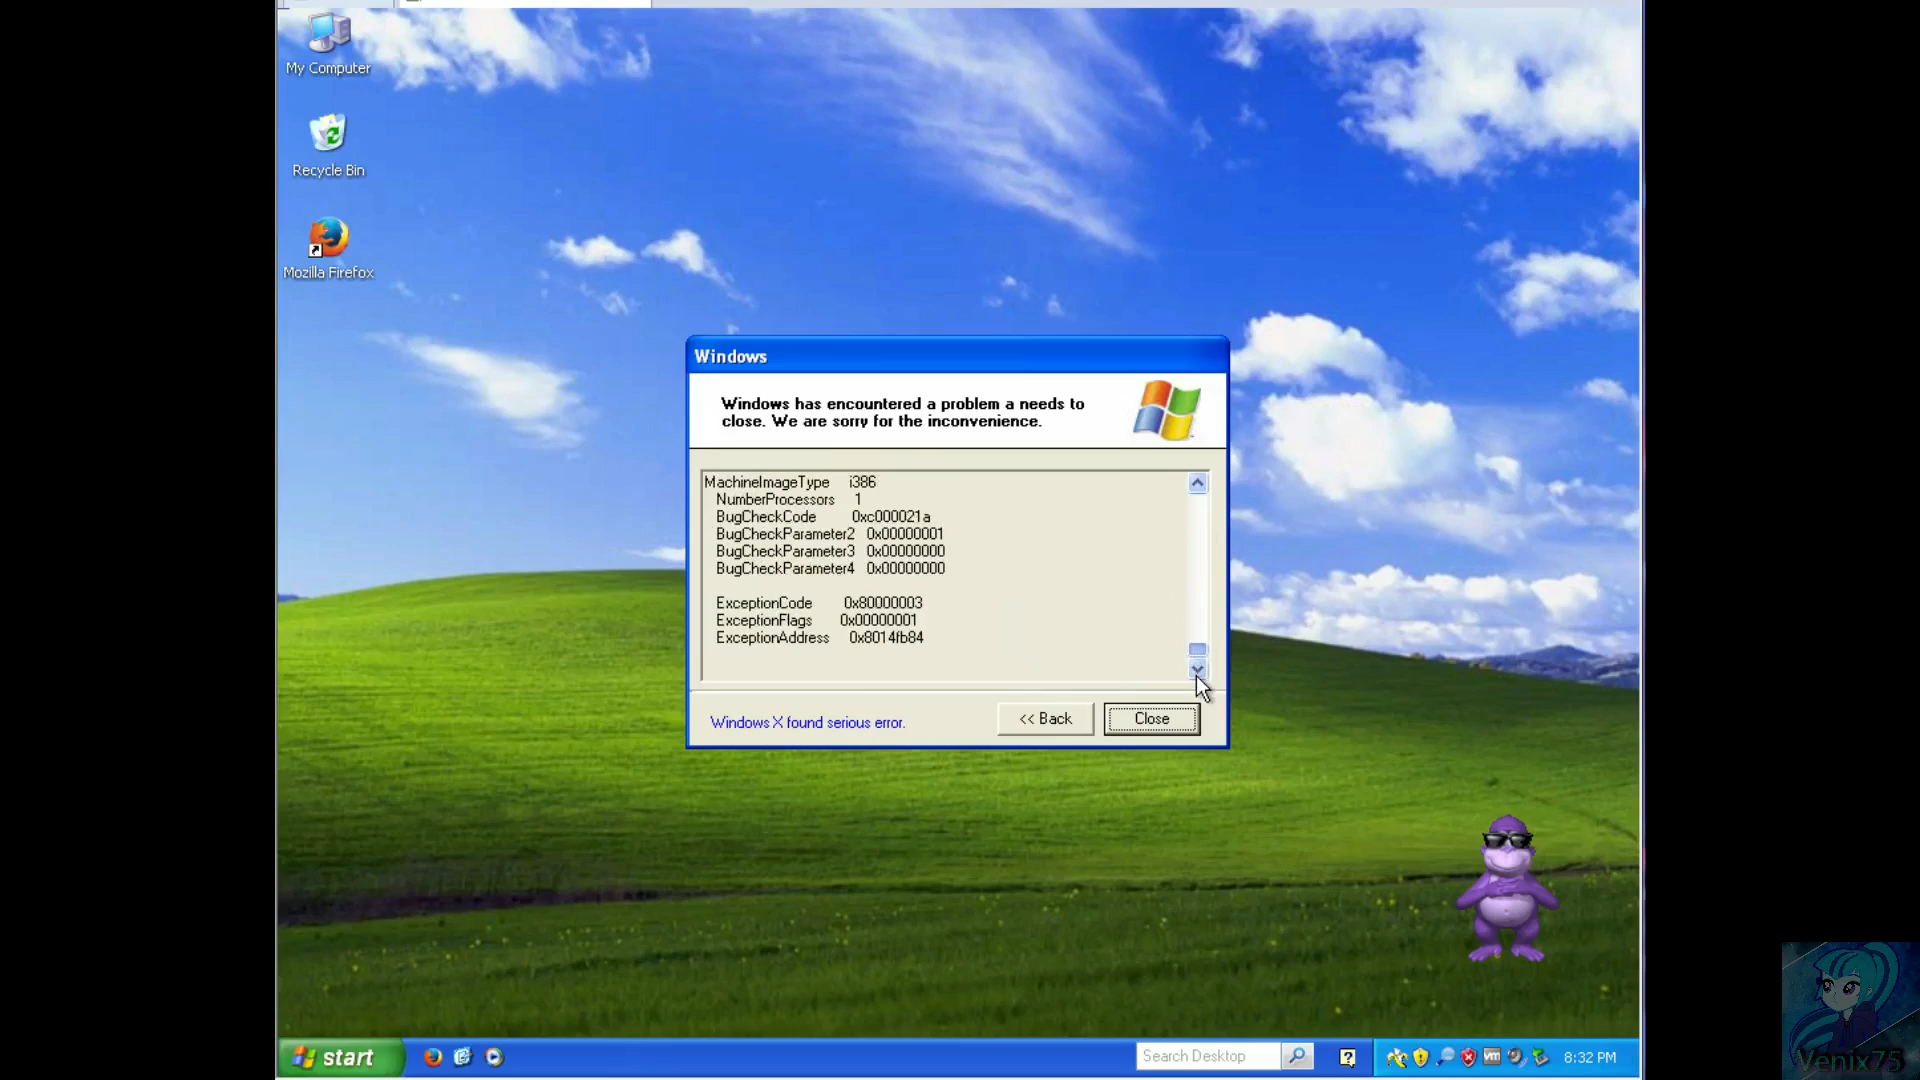 My Computer
Recycle Bin
Mozilla Firefox
Windows
Windows has encountered a problem a needs to
close. We are sorry for the inconvenience.
MachineImageType i386
NumberProcessors 1
BugCheckCode 0xc000021a
BugCheckParameter2 0x00000001
BugCheckParameter3 0x00000000
BugCheckParameter4 0x00000000
ExceptionCode 0x80000003
ExceptionFlags 0x00000001
ExceptionAddress 0x8014fb84
Windows X found serious error.
<< Back
Close
start
Search Desktop
vm
8:32 PM
Venix75